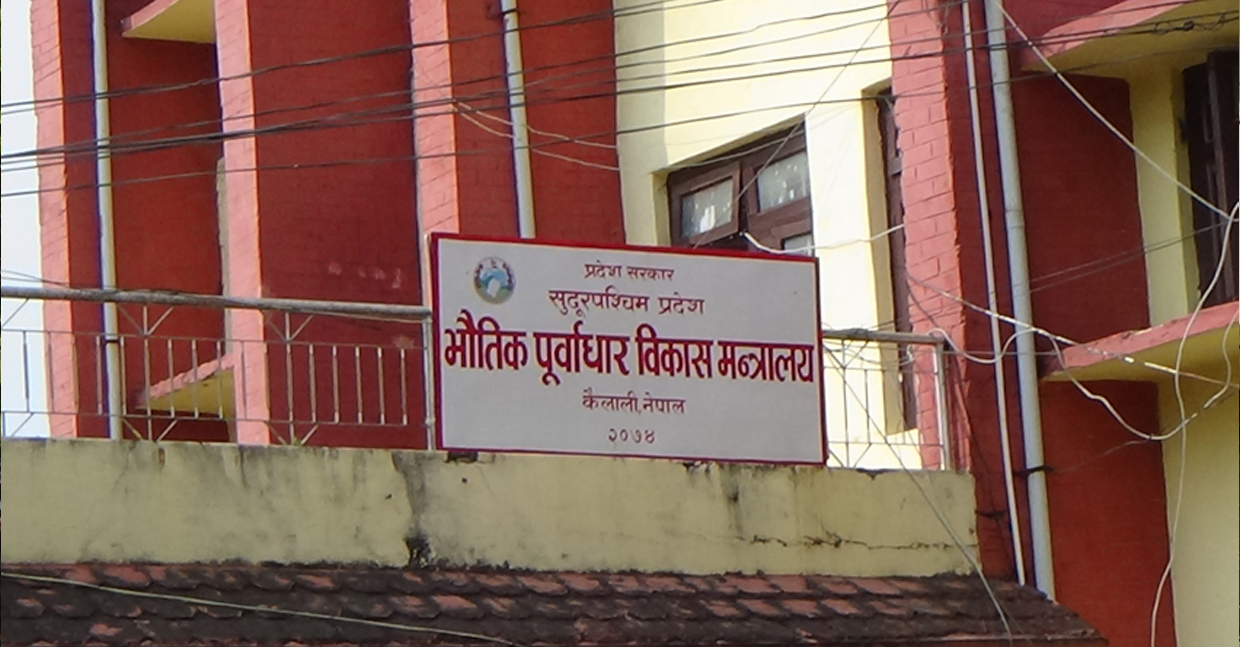 प्रदेश सरकार
सुदूरपश्चिम प्रदेश
भौतिक पूर्वाधार विकास मन्त्रालय
कैलाली, नेपाल
२०७४